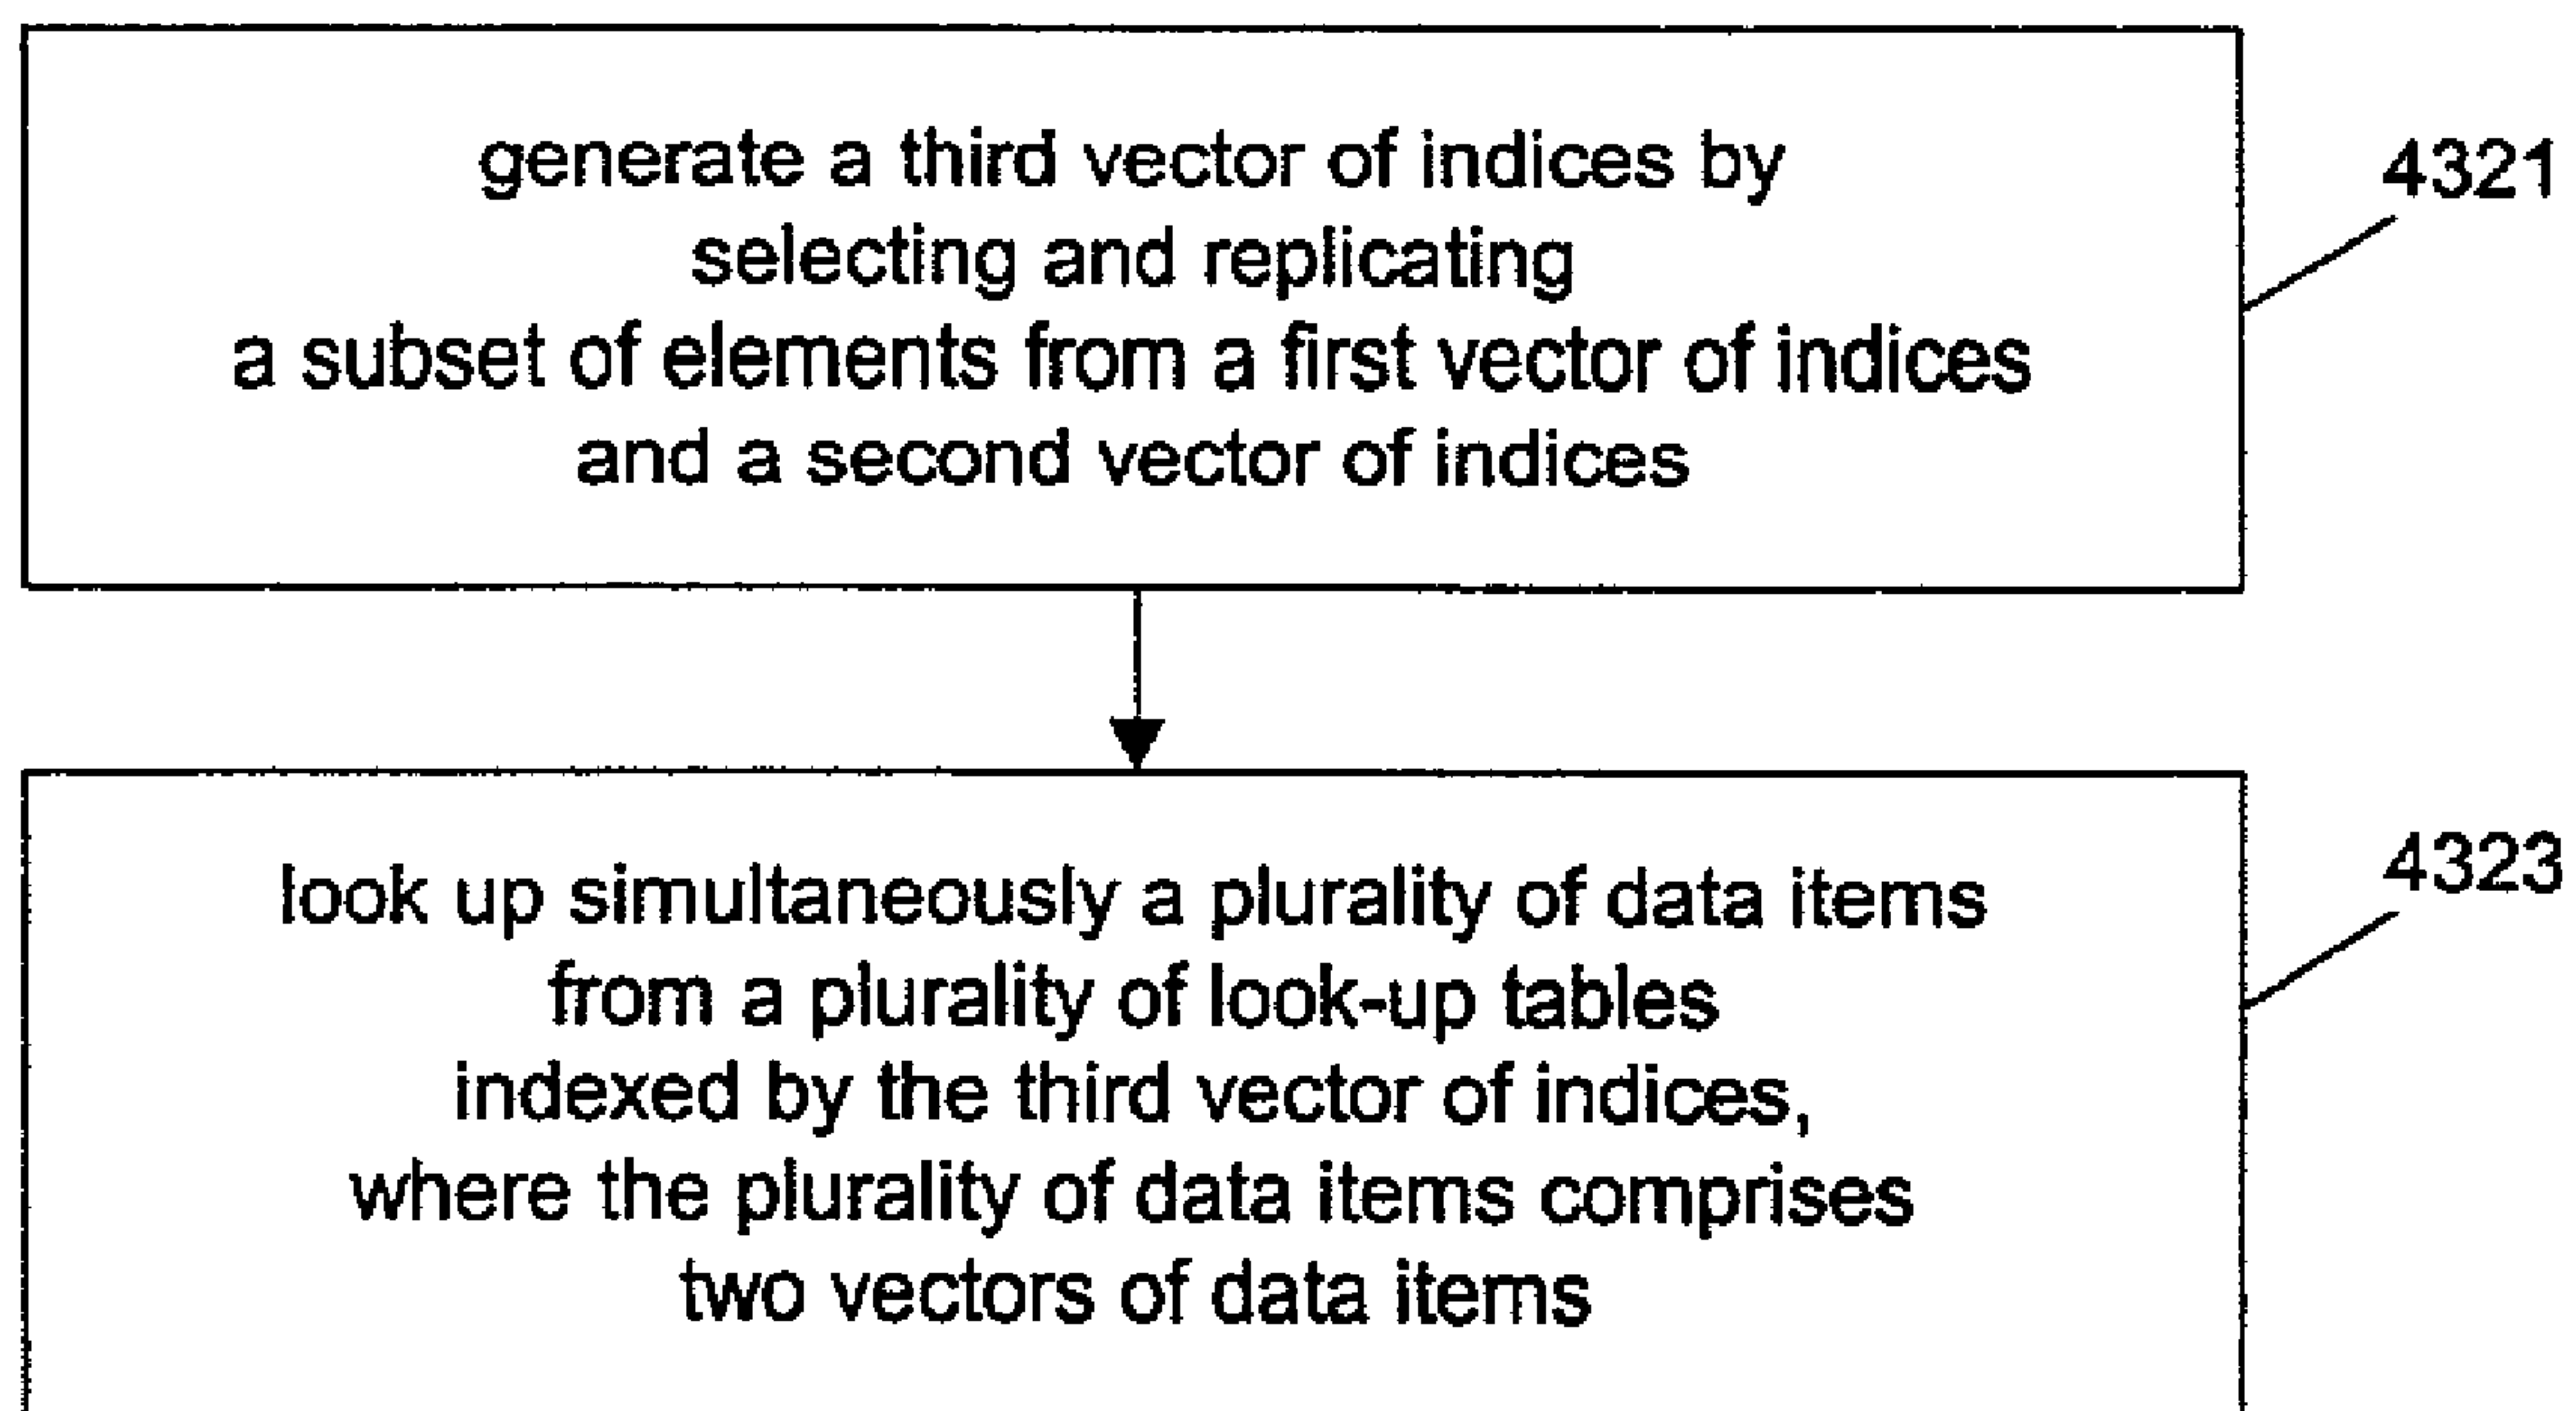 generate a third vector of indices by
selecting and replicating
a subset of elements from a first vector of indices
and a second vector of indices
4321
look up simultaneously a plurality of data items
from a plurality of look-up tables
indexed by the third vector of indices,
where the plurality of data items comprises
two vectors of data items
4323